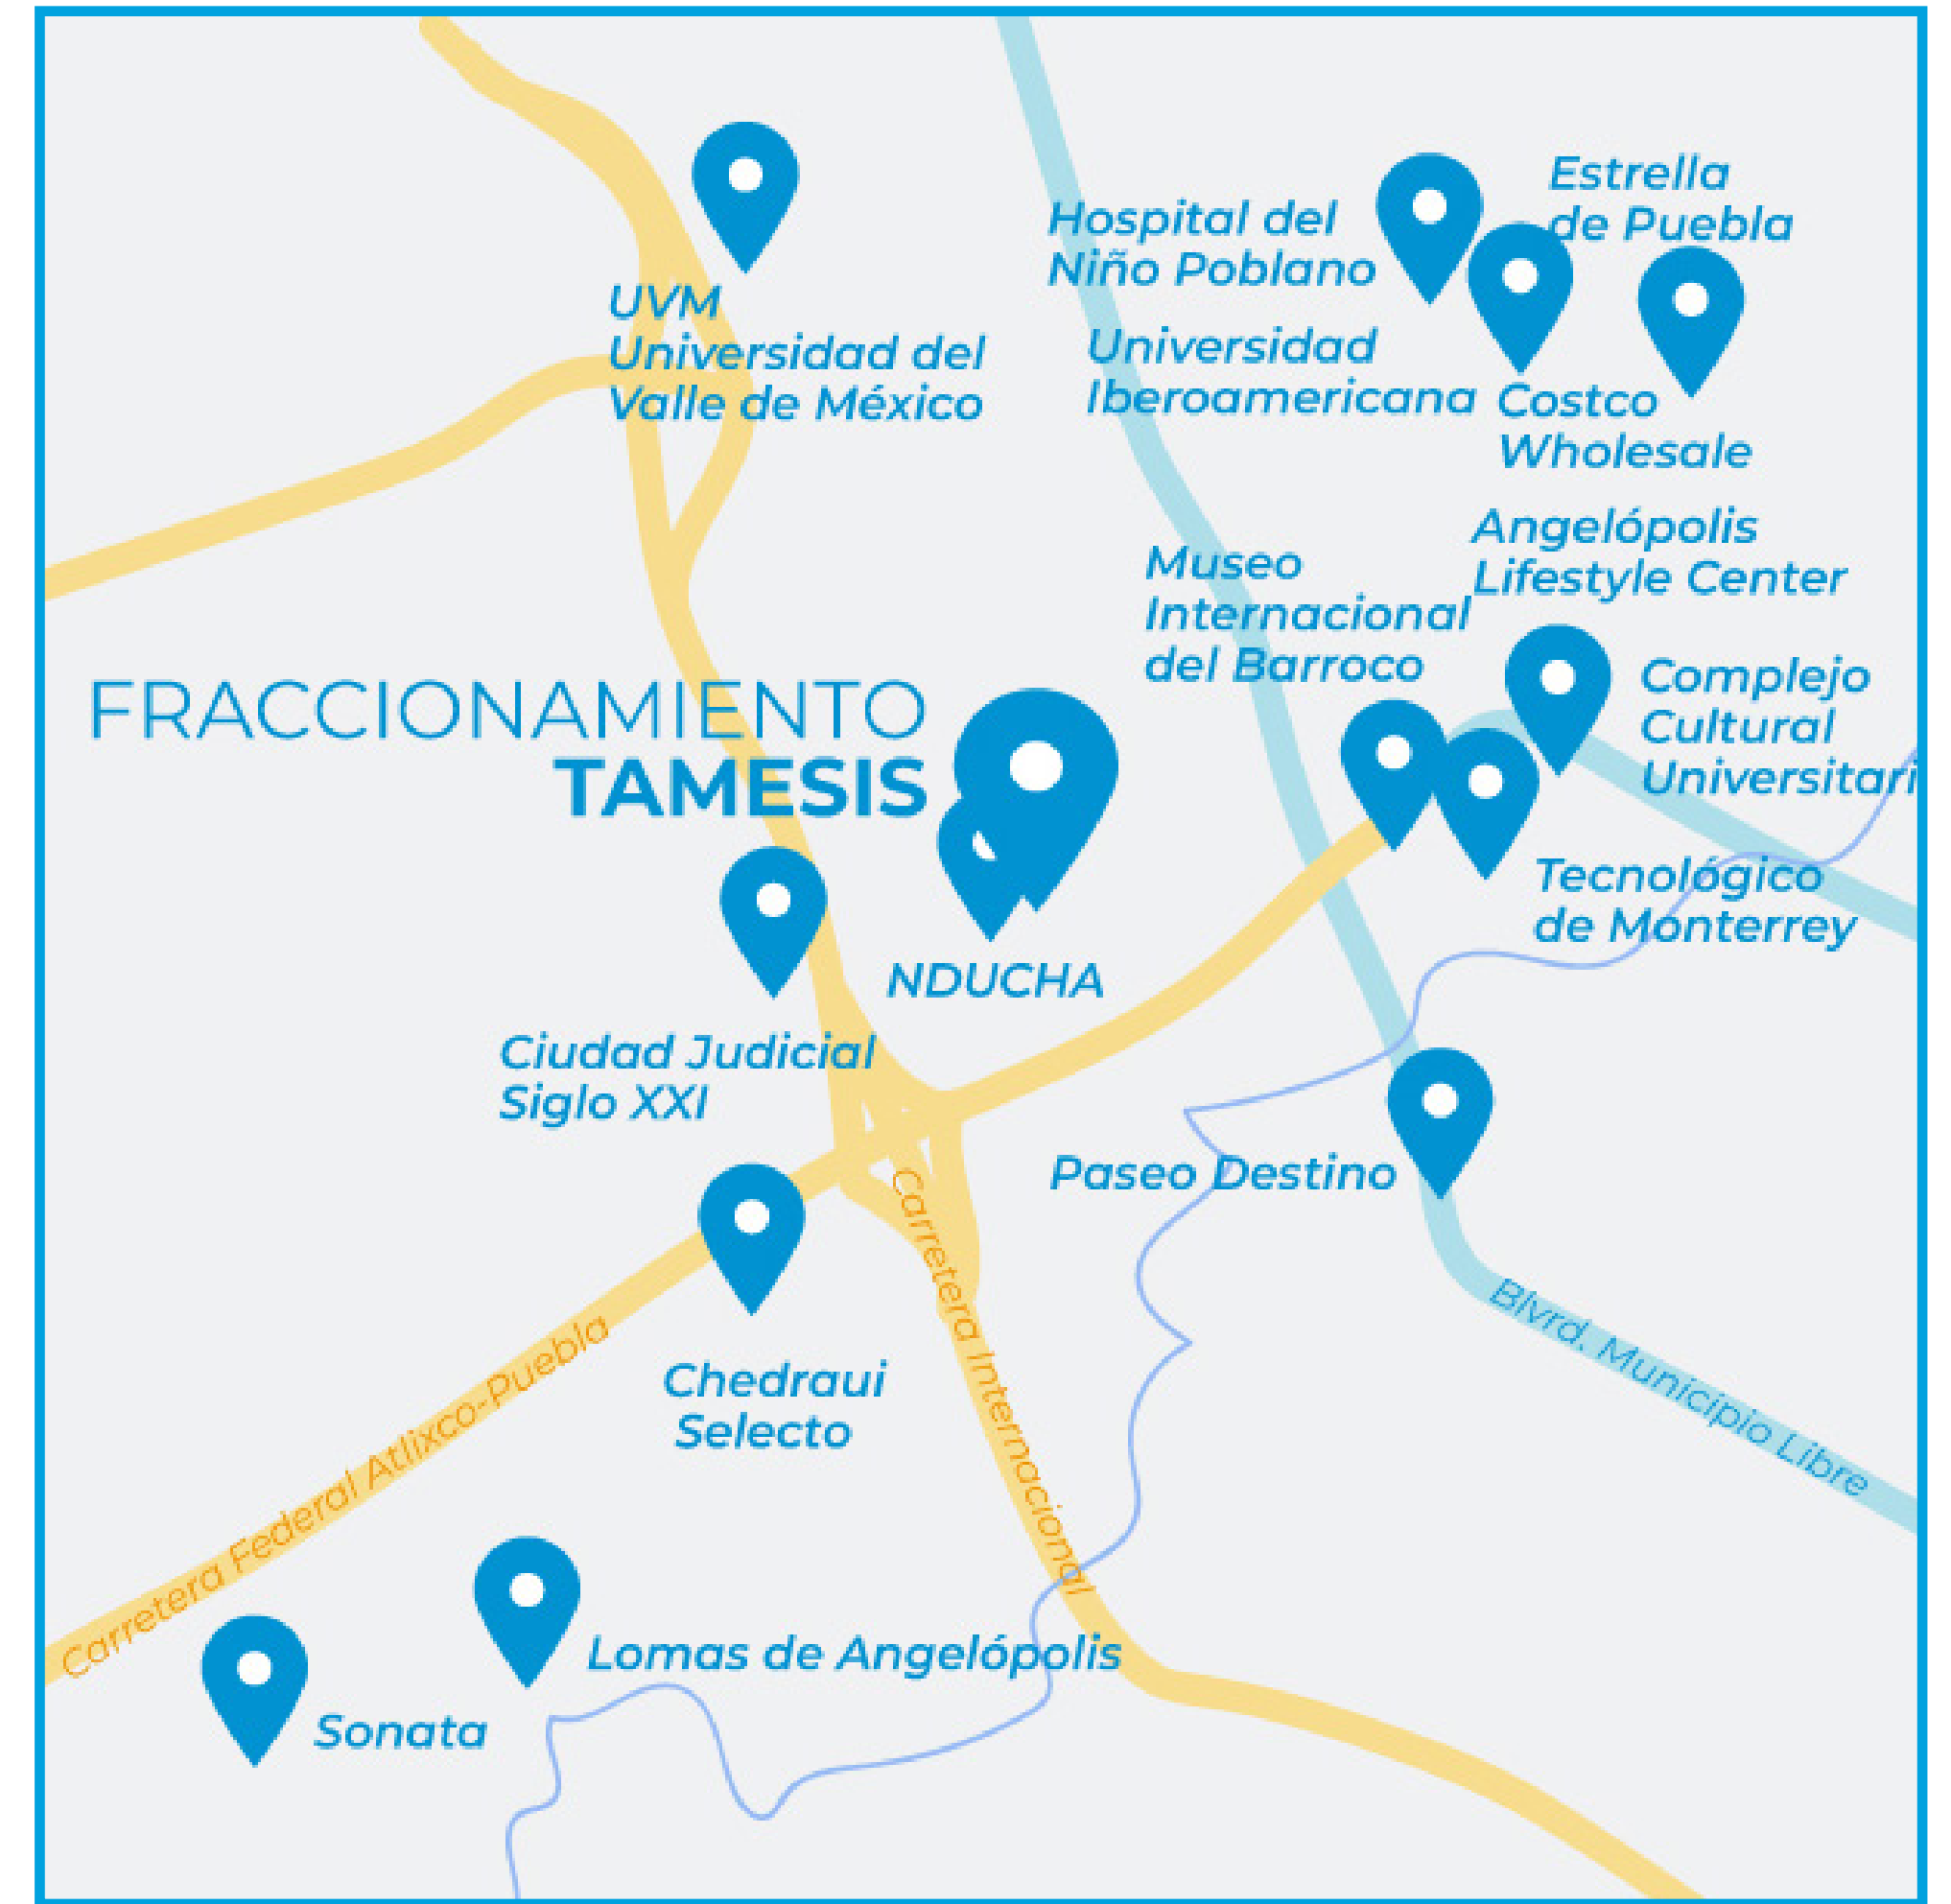 Estrella
de Puebla
Hospital del
Niño Poblano
UVM
Universidad del
Valle de México
Universidad
Iberoamericana
Costco
Wholesale
Angelópolis
Lifestyle Center
Museo
Internacional
del Barroco
Complejo
Cultural
Universitari
FRACCIONAMIENTO
TAMESIS
Tecnológico
de Monterrey
NDUCHA
Ciudad Judicial
Siglo XXI
Paseo Destino
Carretera Internacional
Blvrd. Municipio Libre
Chedraui
Selecto
Carretera Federal Atlixco-Puebla
Lomas de Angelópolis
Sonata